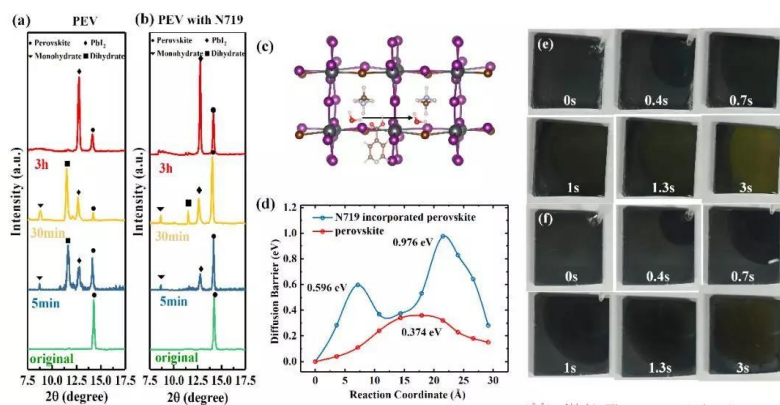 (a) PEV
● Perovskite ♦ PbI₂
▼ Monohydrate ■ Dihydrate
Intensity (a.u.)
3h
30min
5min
original
7.5 10.0 12.5 15.0 17.5
2θ (degree)
(b) PEV with N719
● Perovskite ♦ PbI₂
▼ Monohydrate ■ Dihydrate
Intensity (a.u.)
3h
30min
5min
original
7.5 10.0 12.5 15.0 17.5
2θ (degree)
(c)
(d)
N719 incorporated perovskite
perovskite
0.976 eV
0.596 eV
0.374 eV
Diffusion Barrier (eV)
1.2
1.0
0.8
0.6
0.4
0.2
0.0
0 5 10 15 20 25 30
Reaction Coordinate (Å)
(e)
0s 0.4s 0.7s
1s 1.3s 3s
(f)
0s 0.4s 0.7s
1s 1.3s 3s